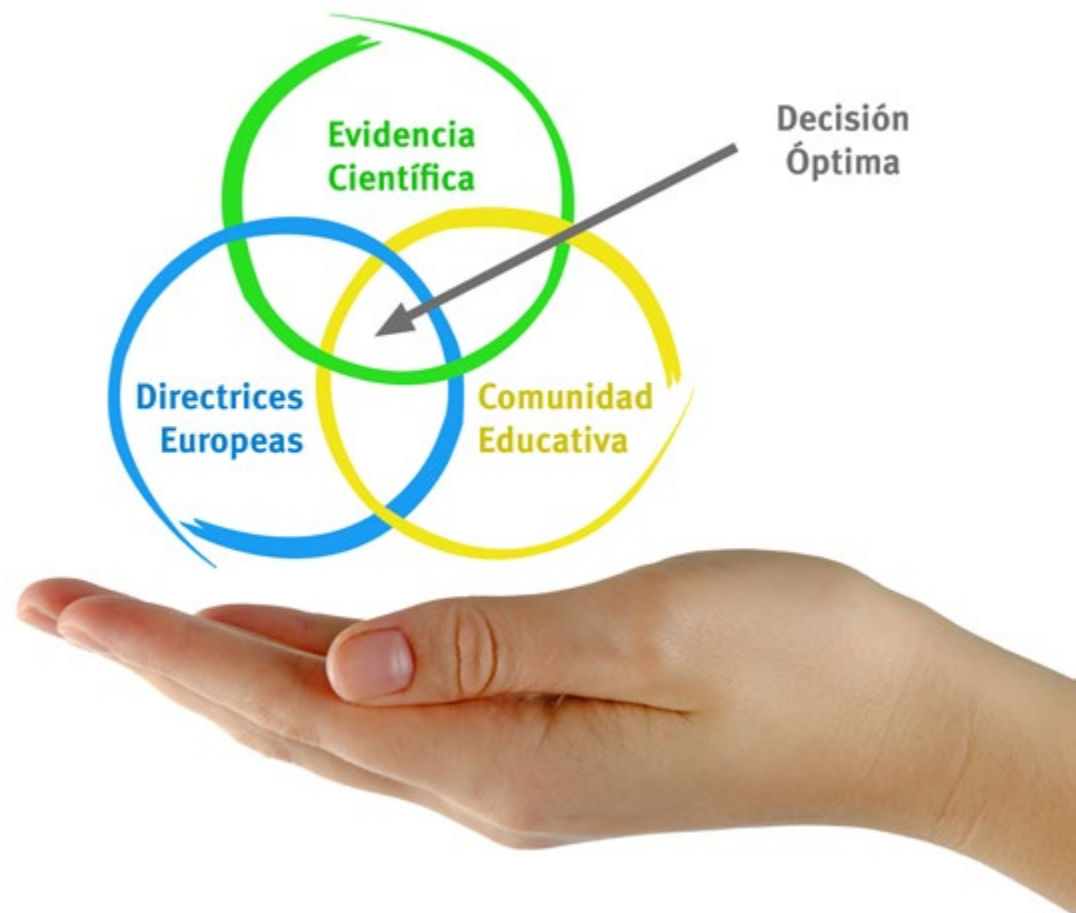 Evidencia
Científica
Decisión
Óptima
Directrices
Europeas
Comunidad
Educativa